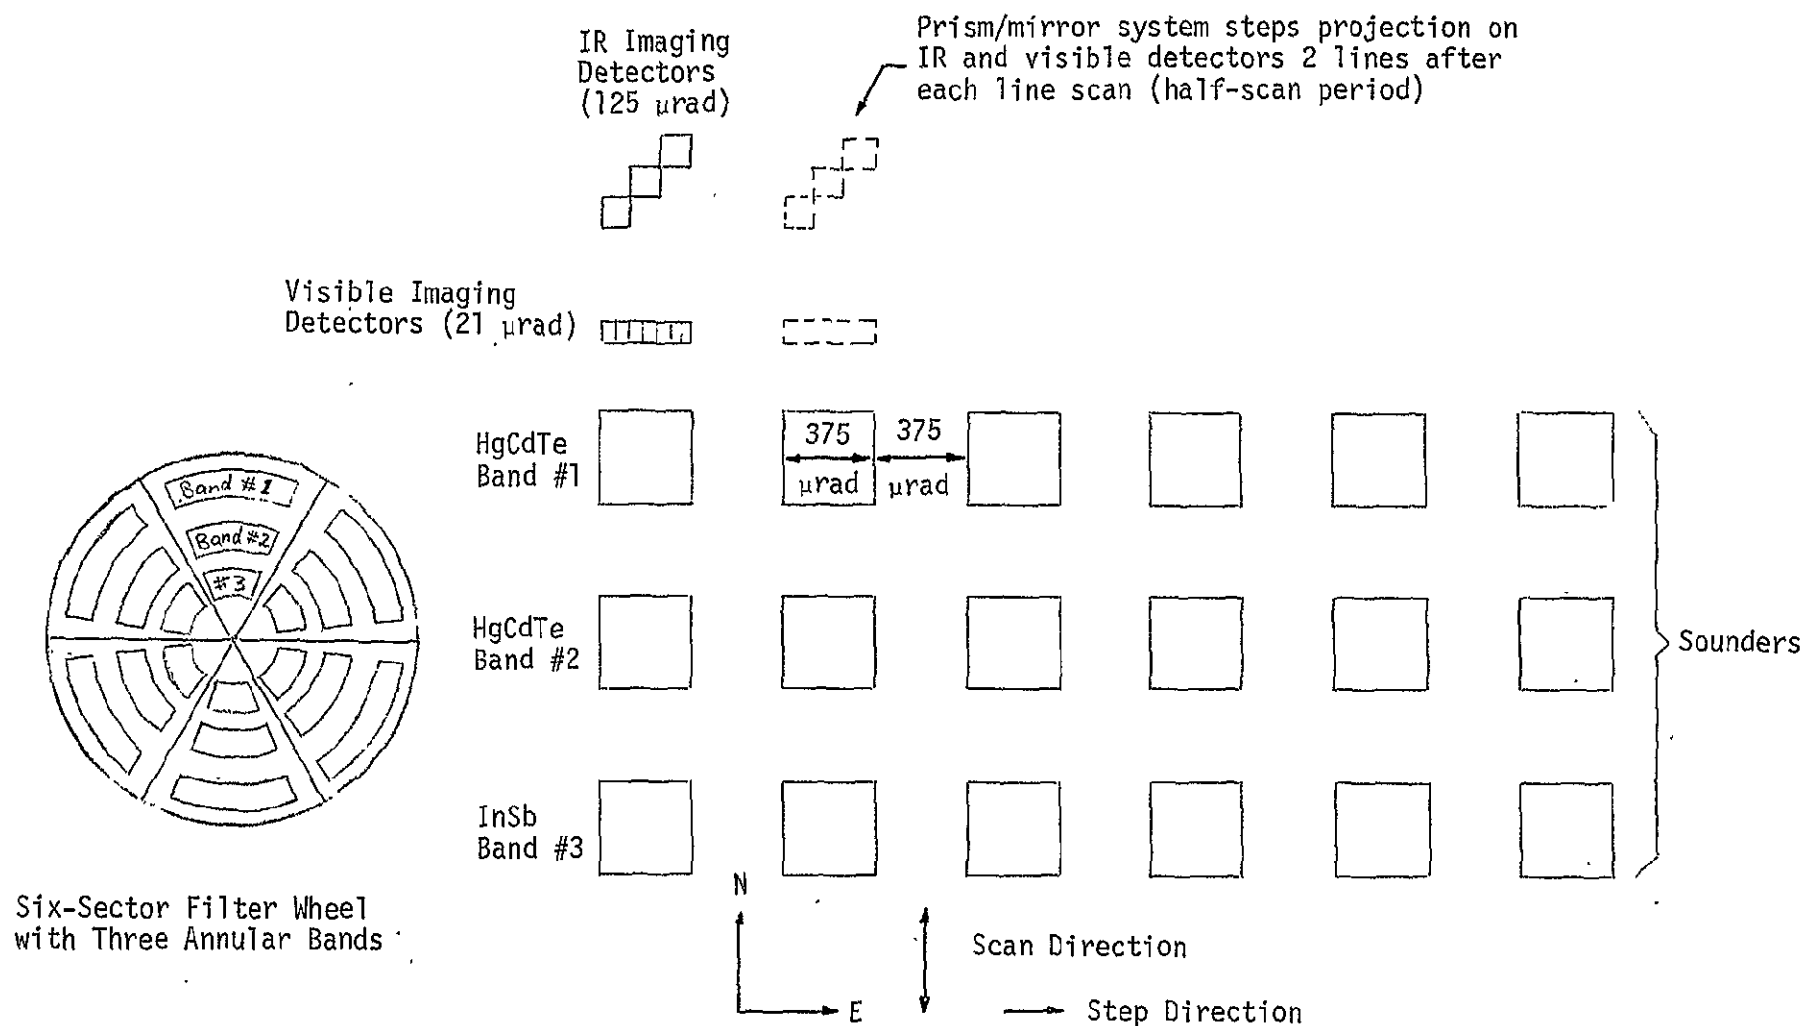 IR Imaging
Detectors
(125 μrad)
Prism/mirror system steps projection on
IR and visible detectors 2 lines after
each line scan (half-scan period)
Visible Imaging
Detectors (21 μrad)
HgCdTe
Band #1
375
μrad
375
μrad
Band #1
Band #2
#3
HgCdTe
Band #2
Sounders
InSb
Band #3
Six-Sector Filter Wheel
with Three Annular Bands
N
E
Scan Direction
Step Direction